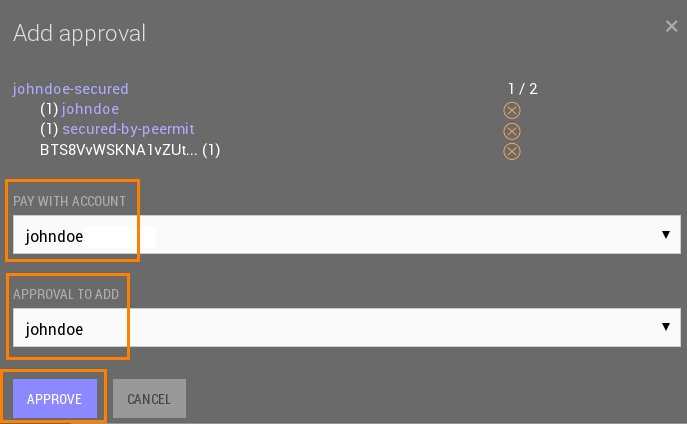 Add approval
johndoe-secured 1 / 2
(1) johndoe
(1) secured-by-peermit
BTS8VvWSKNA1vZUt... (1)
PAY WITH ACCOUNT
johndoe
APPROVAL TO ADD
johndoe
APPROVE CANCEL